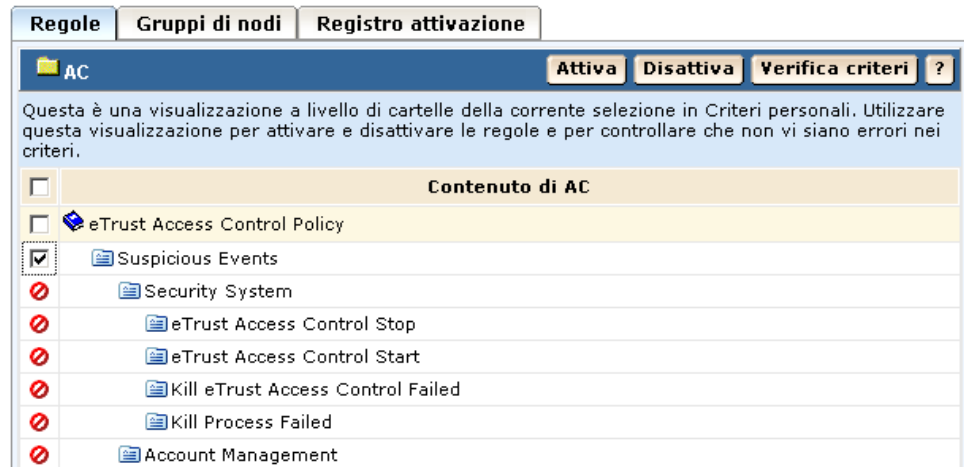 Regole Gruppi di nodi Registro attivazione
AC Attiva Disattiva Verifica criteri ?
Questa è una visualizzazione a livello di cartelle della corrente selezione in Criteri personali. Utilizzare
questa visualizzazione per attivare e disattivare le regole e per controllare che non vi siano errori nei
criteri.
Contenuto di AC
eTrust Access Control Policy
Suspicious Events
Security System
eTrust Access Control Stop
eTrust Access Control Start
Kill eTrust Access Control Failed
Kill Process Failed
Account Management